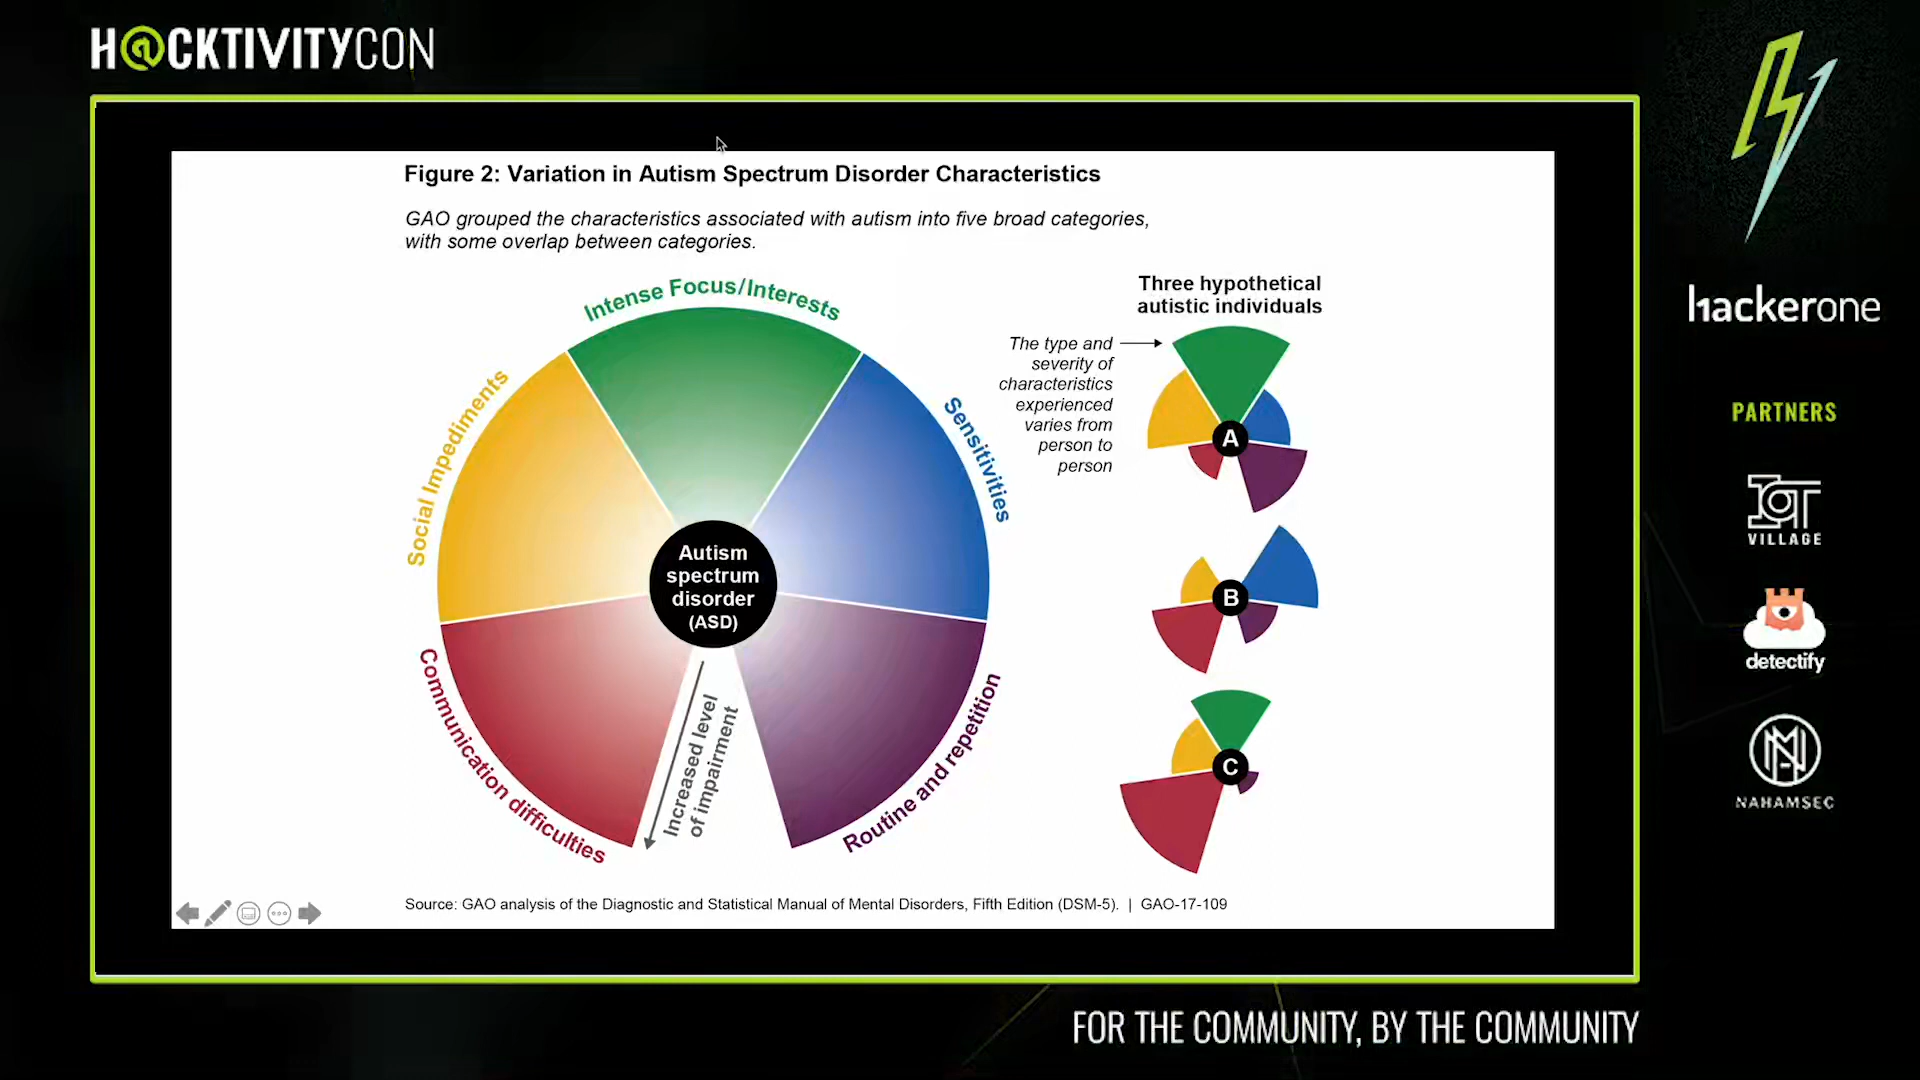 H@CKTIVITYCON
Figure 2: Variation in Autism Spectrum Disorder Characteristics
GAO grouped the characteristics associated with autism into five broad categories,
with some overlap between categories.
Intense Focus/Interests
Social Impediments
Sensitivities
Autism
spectrum
disorder
(ASD)
Communication difficulties
Routine and repetition
Increased level
of impairment
Three hypothetical
autistic individuals
The type and
severity of
characteristics
experienced
varies from
person to
person
A
B
C
Source: GAO analysis of the Diagnostic and Statistical Manual of Mental Disorders, Fifth Edition (DSM-5). | GAO-17-109
hackerone
PARTNERS
IOT
VILLAGE
detectify
NAHAMSEC
FOR THE COMMUNITY, BY THE COMMUNITY